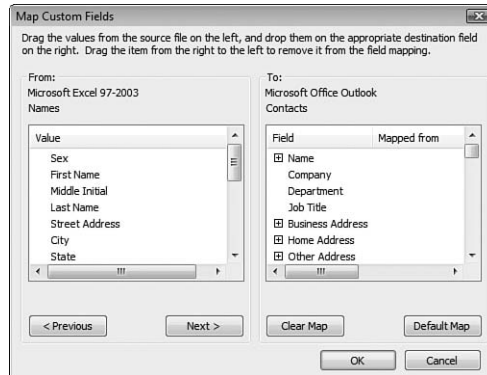 Map Custom Fields
Drag the values from the source file on the left, and drop them on the appropriate destination field
on the right. Drag the item from the right to the left to remove it from the field mapping.
From:
Microsoft Excel 97-2003
Names
Value
Sex
First Name
Middle Initial
Last Name
Street Address
City
State
< Previous
Next >
To:
Microsoft Office Outlook
Contacts
Field Mapped from
Name
Company
Department
Job Title
Business Address
Home Address
Other Address
Clear Map
Default Map
OK
Cancel